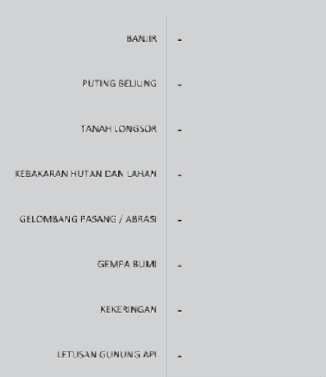 BANJIR -
PUTING BELIUNG -
TANAH LONGSOR -
KEBAKARAN HUTAN DAN LAHAN -
GELOMBANG PASANG / ABRASI -
GEMPA BUMI -
KEKERINGAN -
LETUSAN GUNUNG API -